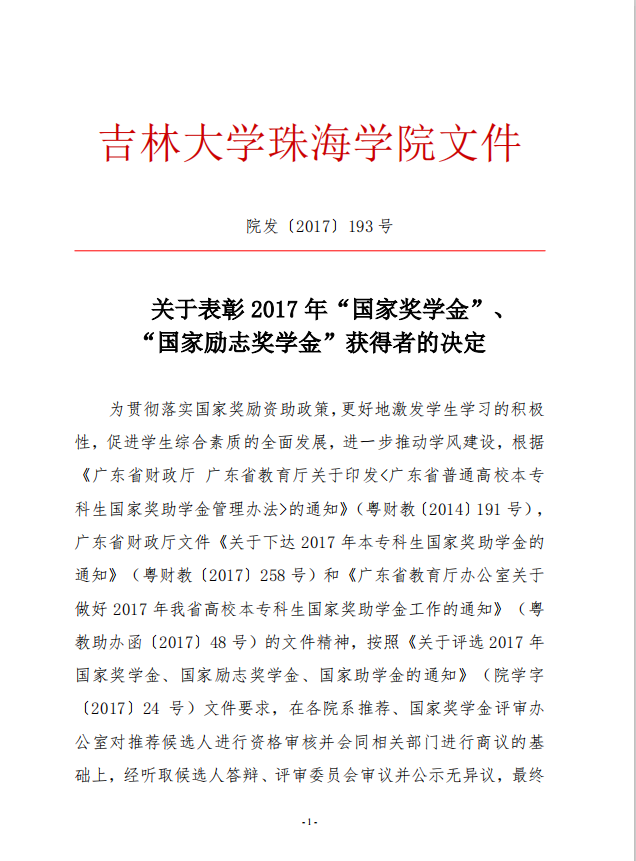 吉林大学珠海学院文件
院发〔2017〕193 号
关于表彰 2017 年“国家奖学金”、
“国家励志奖学金”获得者的决定
为贯彻落实国家奖励资助政策,更好地激发学生学习的积极
性，促进学生综合素质的全面发展，进一步推动学风建设，根据
《广东省财政厅 广东省教育厅关于印发<广东省普通高校本专
科生国家奖助学金管理办法>的通知》（粤财教〔2014〕191 号），
广东省财政厅文件《关于下达 2017 年本专科生国家奖助学金的
通知》（粤财教〔2017〕258 号）和《广东省教育厅办公室关于
做好 2017 年我省高校本专科生国家奖助学金工作的通知》（粤
教助办函〔2017〕48 号）的文件精神，按照《关于评选 2017 年
国家奖学金、国家励志奖学金、国家助学金的通知》（院学字
〔2017〕24 号）文件要求，在各院系推荐、国家奖学金评审办
公室对推荐候选人进行资格审核并会同相关部门进行商议的基
础上，经听取候选人答辩、评审委员会审议并公示无异议，最终
- 1 -